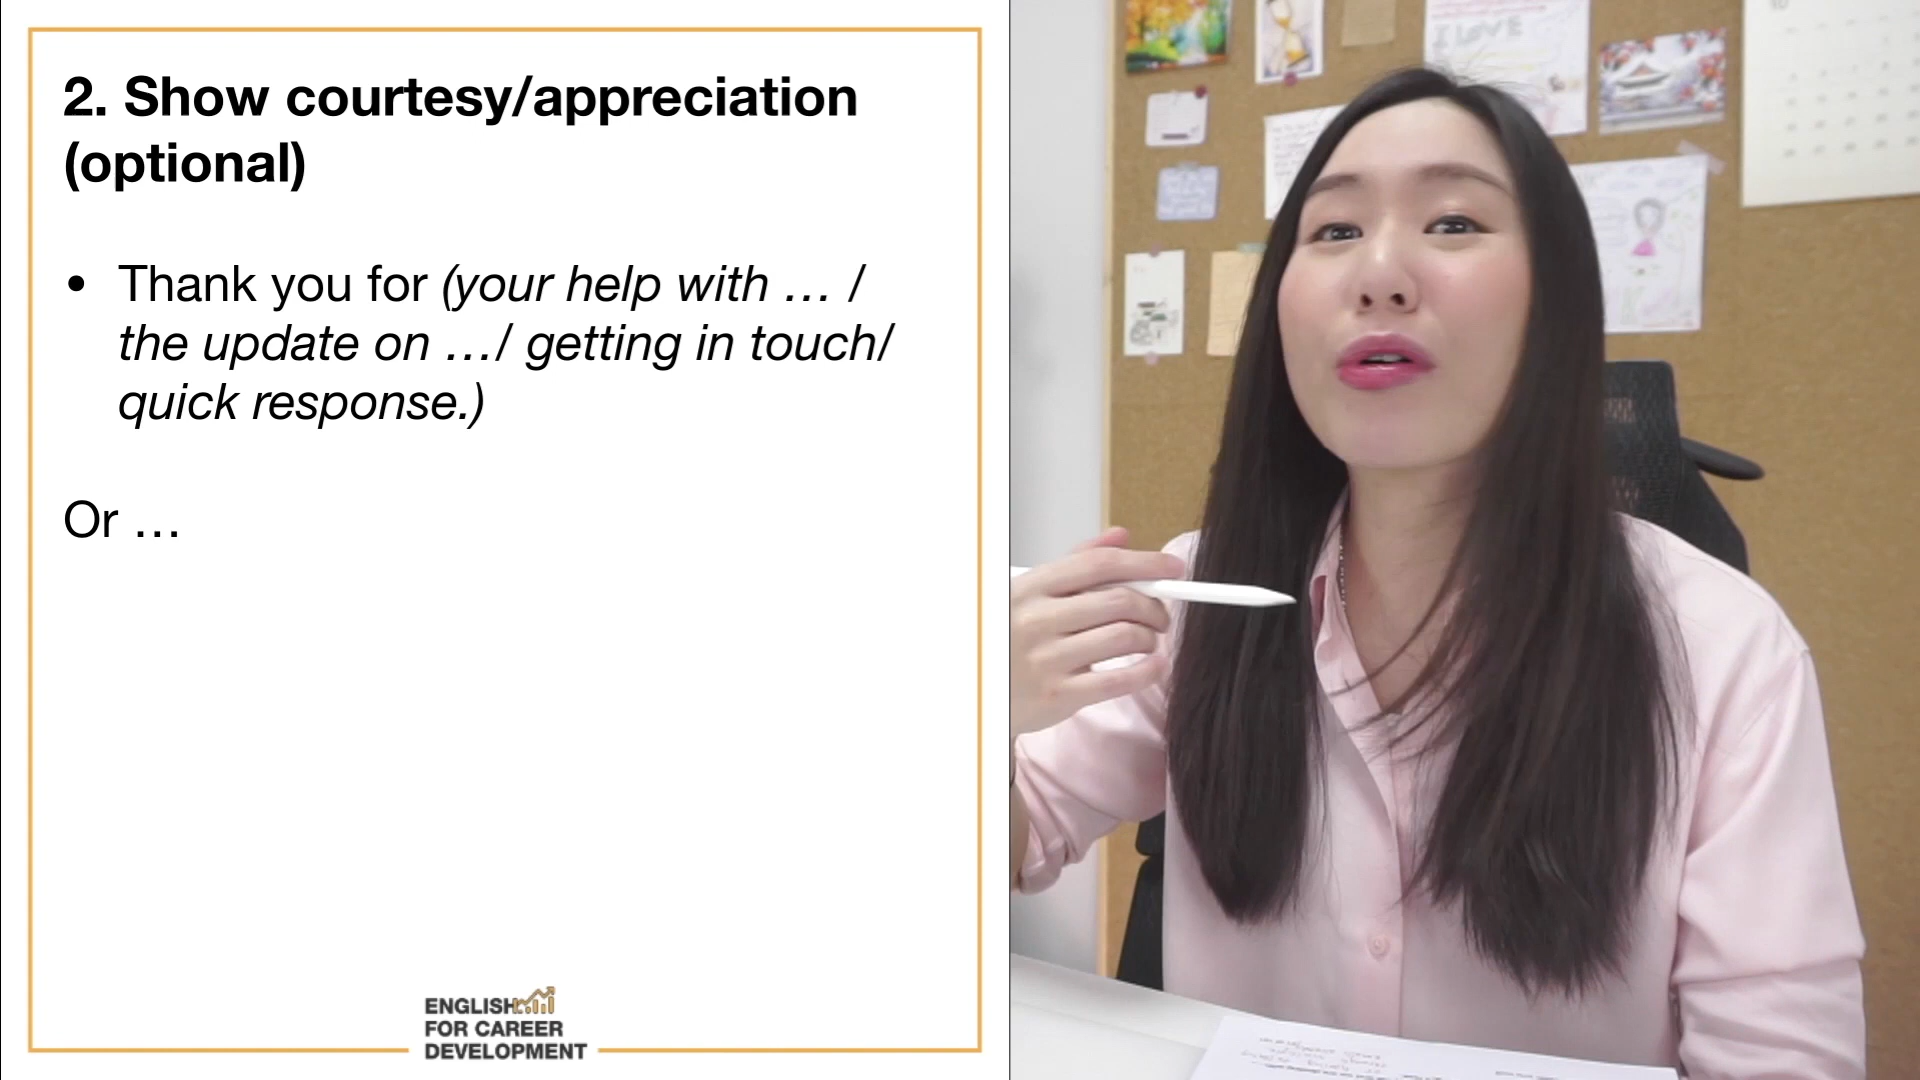 2. Show courtesy/appreciation
(optional)
• Thank you for (your help with … /
the update on …/ getting in touch/
quick response.)
Or …
ENGLISH
FOR CAREER
DEVELOPMENT
I LOVE